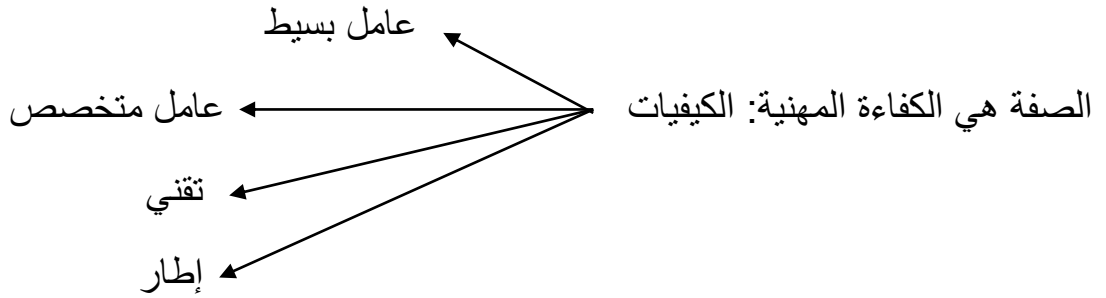 عامل بسيط
الصفة هي الكفاءة المهنية: الكيفيات
عامل متخصص
تقني
إطار